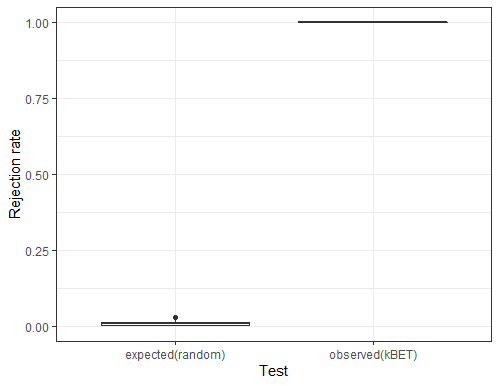 1.00
0.75
0.50
0.25
0.00
Rejection rate
expected(random)
observed(kBET)
Test